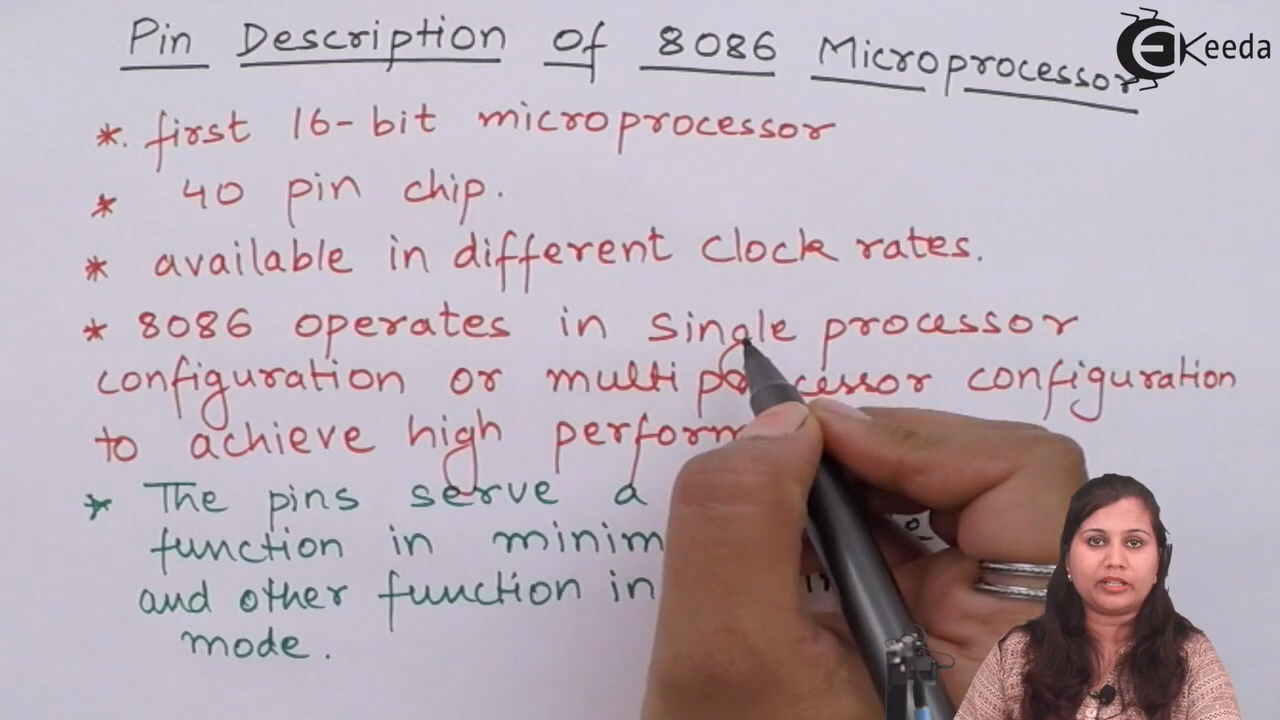 Pin Description Of 8086 Microprocessor
Keeda
*. first 16-bit microprocessor
* 40 pin chip.
* available in different Clock rates.
* 8086 operates in Single processor
configuration or multi processor configuration
to achieve high
* The pins serve a
function in
and other function in
mode.